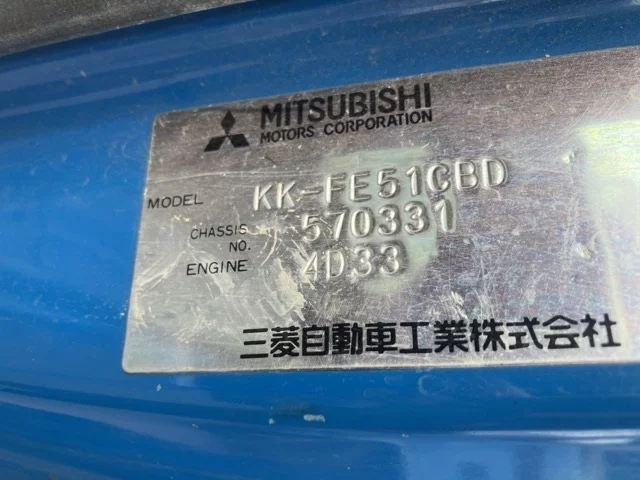 MITSUBISHI
MOTORS CORPORATION
MODEL KK-FE51CBD
CHASSIS NO. 570331
ENGINE 4D33
三菱自動車工業株式会社